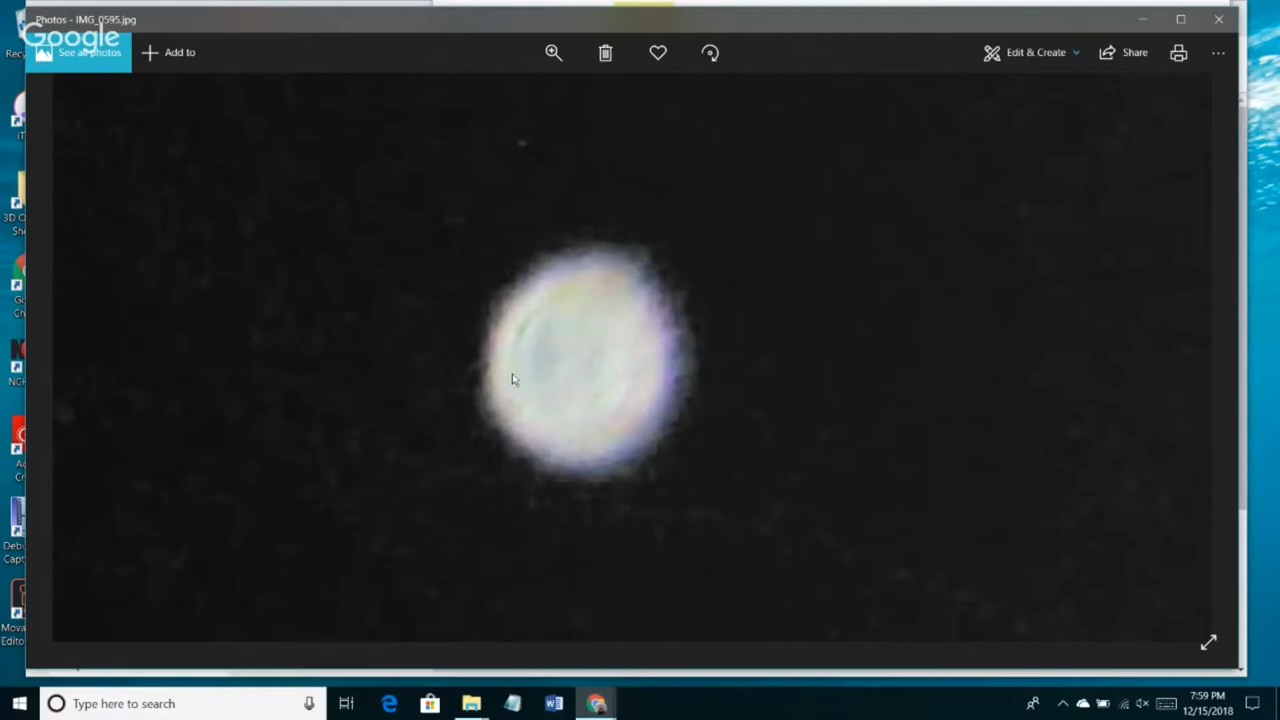 Photos - IMG_0595.jpg
Google
See all photos
Add to
Edit & Create
Share
3D
Type here to search
7:59 PM
12/15/2018